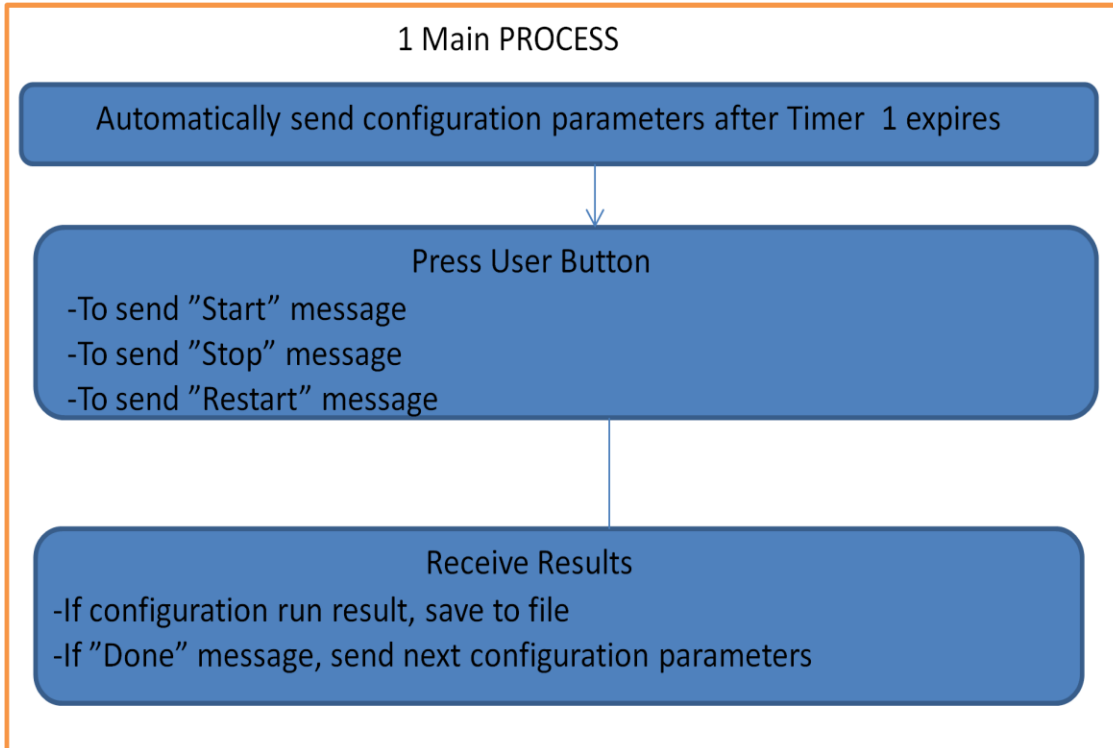 1 Main PROCESS
Automatically send configuration parameters after Timer  1 expires
Press User Button
-To send ”Start” message
-To send ”Stop” message
-To send ”Restart” message
Receive Results
-If configuration run result, save to file
-If ”Done” message, send next configuration parameters